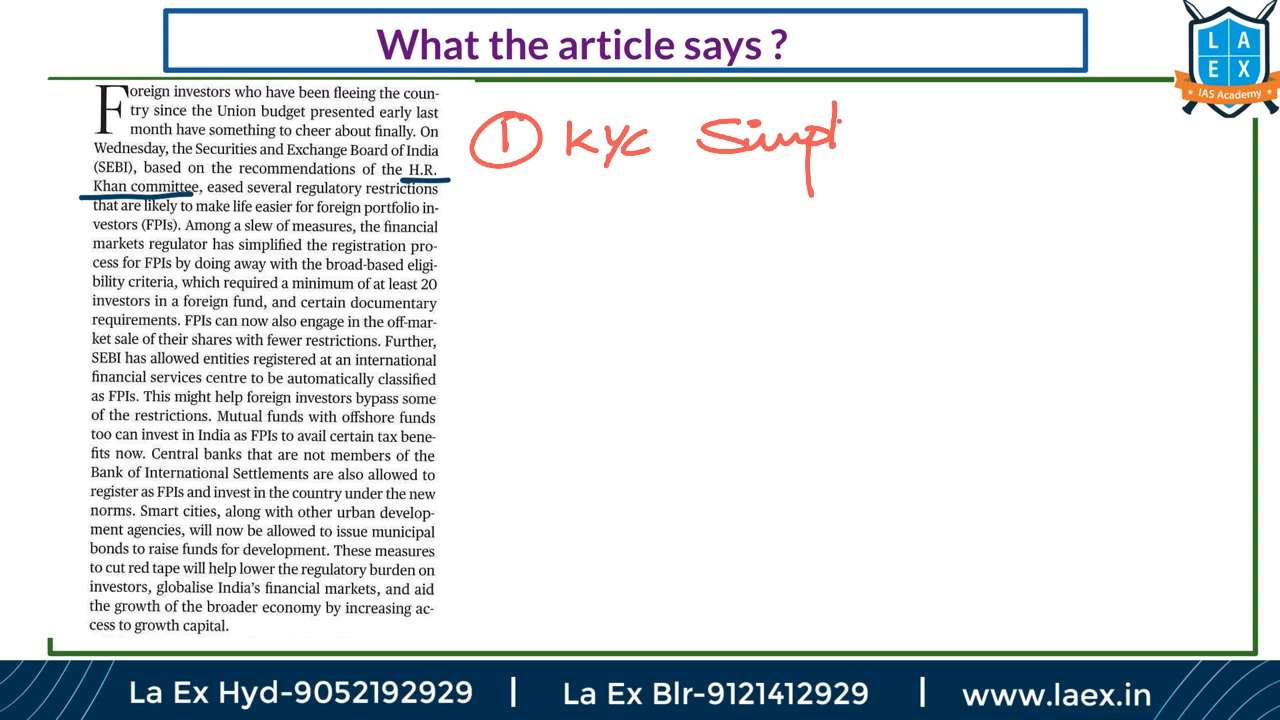 What the article says ?
L A
E X
IAS Academy
Foreign investors who have been fleeing the coun-
try since the Union budget presented early last
month have something to cheer about finally. On
Wednesday, the Securities and Exchange Board of India
(SEBI), based on the recommendations of the H.R.
Khan committee, eased several regulatory restrictions
that are likely to make life easier for foreign portfolio in-
vestors (FPIs). Among a slew of measures, the financial
markets regulator has simplified the registration pro-
cess for FPIs by doing away with the broad-based eligi-
bility criteria, which required a minimum of at least 20
investors in a foreign fund, and certain documentary
requirements. FPIs can now also engage in the off-mar-
ket sale of their shares with fewer restrictions. Further,
SEBI has allowed entities registered at an international
financial services centre to be automatically classified
as FPIs. This might help foreign investors bypass some
of the restrictions. Mutual funds with offshore funds
too can invest in India as FPIs to avail certain tax bene-
fits now. Central banks that are not members of the
Bank of International Settlements are also allowed to
register as FPIs and invest in the country under the new
norms. Smart cities, along with other urban develop-
ment agencies, will now be allowed to issue municipal
bonds to raise funds for development. These measures
to cut red tape will help lower the regulatory burden on
investors, globalise India's financial markets, and aid
the growth of the broader economy by increasing ac-
cess to growth capital.
1 KYC Simpl
La Ex Hyd-9052192929 | La Ex Blr-9121412929 | www.laex.in